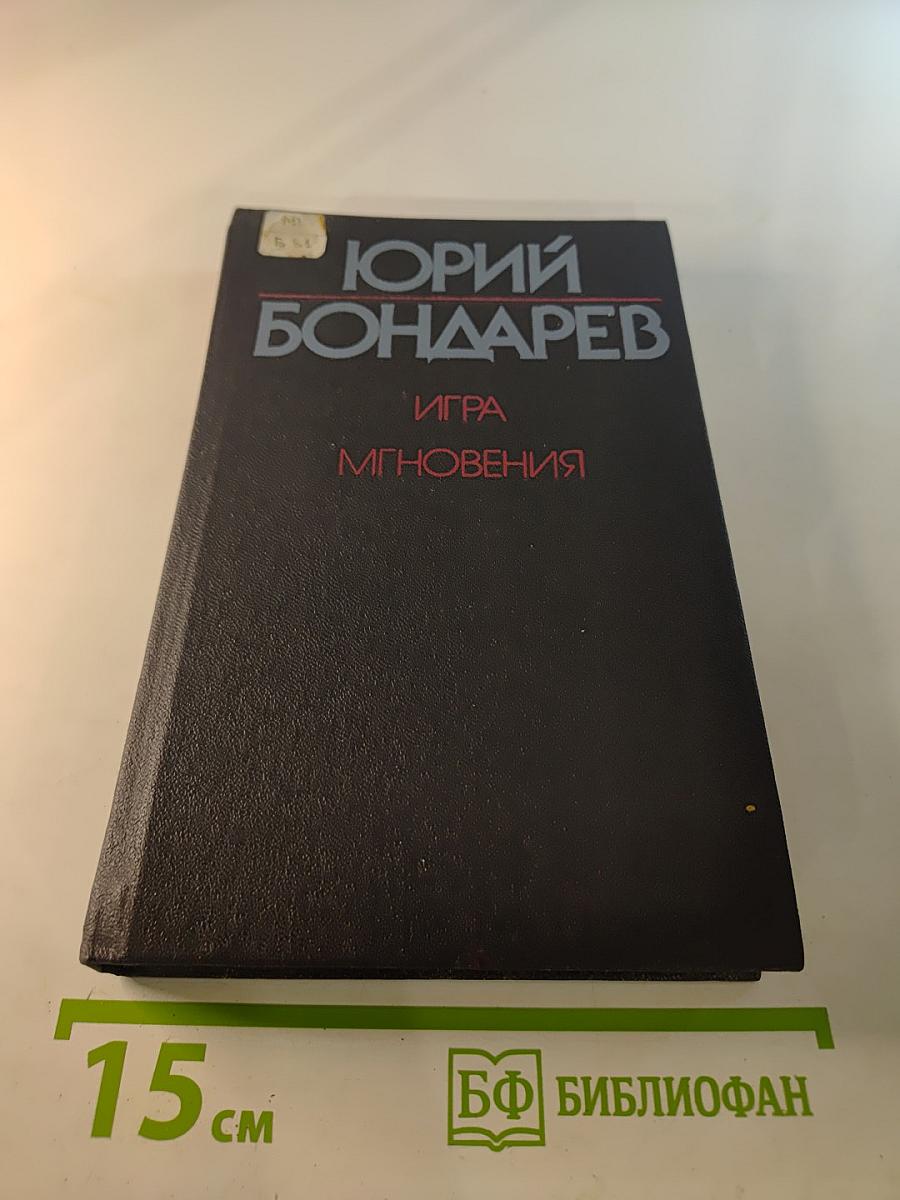 ЮРИЙ
БОНДАРЕВ
ИГРА
МГНОВЕНИЯ
15 см
БФ БИБЛИОФАН